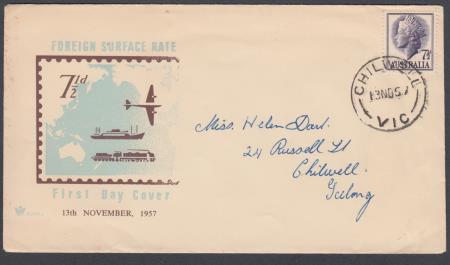 FOREIGN SURFACE RATE
7½d
7½d
AUSTRALIA
CHILWELL
13NO57
VIC
Miss. Helen Dart.
24 Russell St
Chilwell.
Geelong
First Day Cover
13th NOVEMBER, 1957